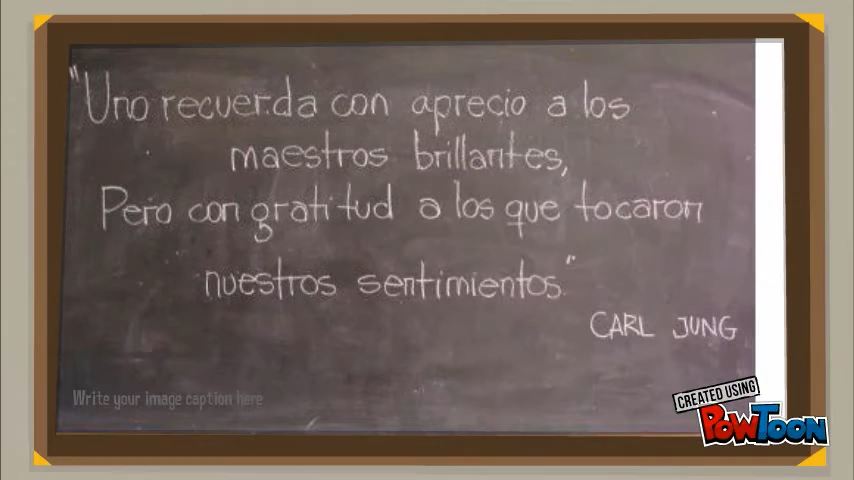 "Uno recuerda con aprecio a los
maestros brillantes,
Pero con gratitud a los que tocaron
nuestros sentimientos."
CARL JUNG
Write your image caption here
CREATED USING
POWTOON